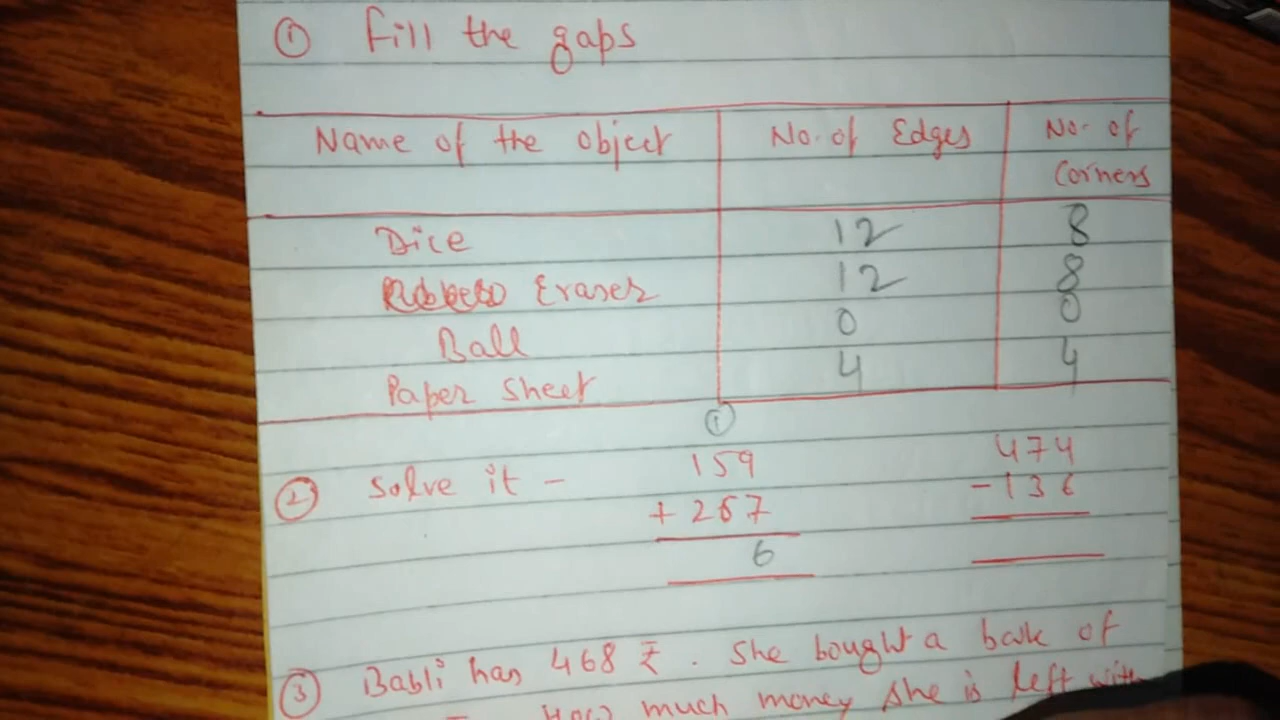 ① Fill the gaps
Name of the object No. of Edges No. of
Corners
Dice 12 8
Eraser 12 8
Ball 0 0
Paper Sheet 4 4
①
② Solve it - 159 474
+ 267 - 136
6
③ Babli has 468 ₹. She bought a book of
How much money she is left with